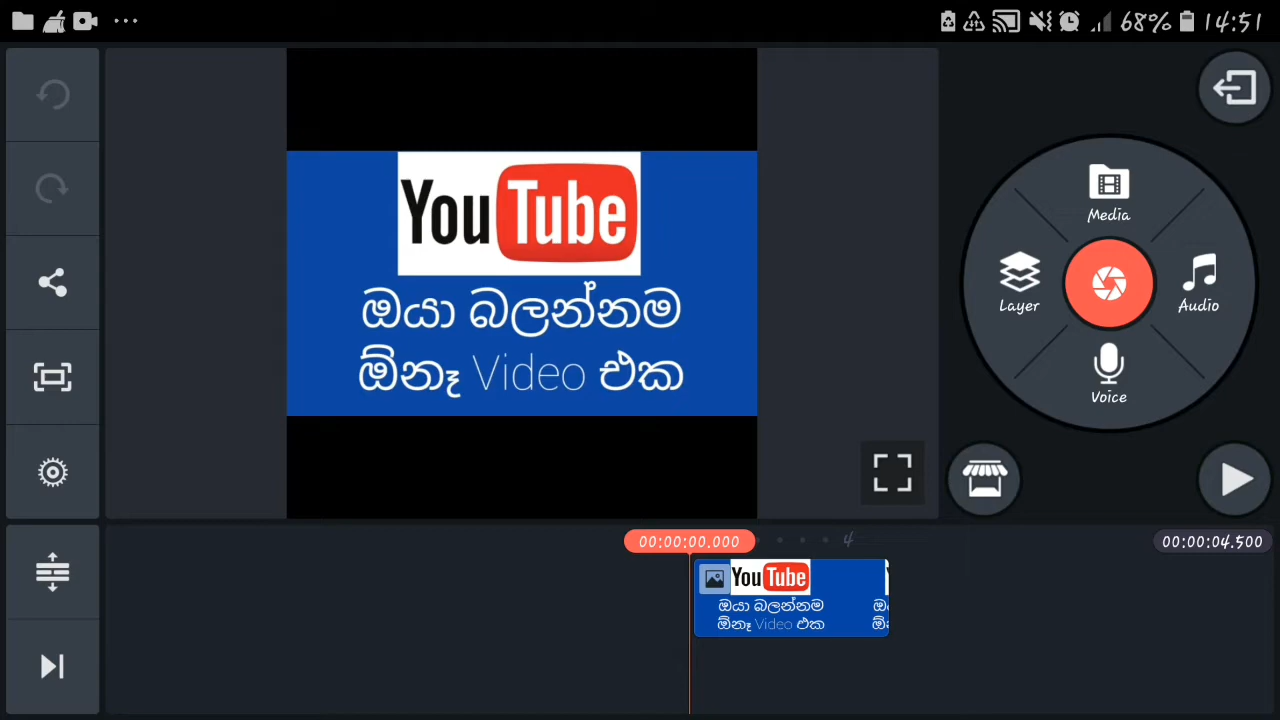 68% 14:51
YouTube
ඔයා බලන්නම
ඕනෑ Video එක
Media
Layer
Audio
Voice
00:00:00.000
4
00:00:04.500
YouTube
ඔයා බලන්නම
ඕනෑ Video එක